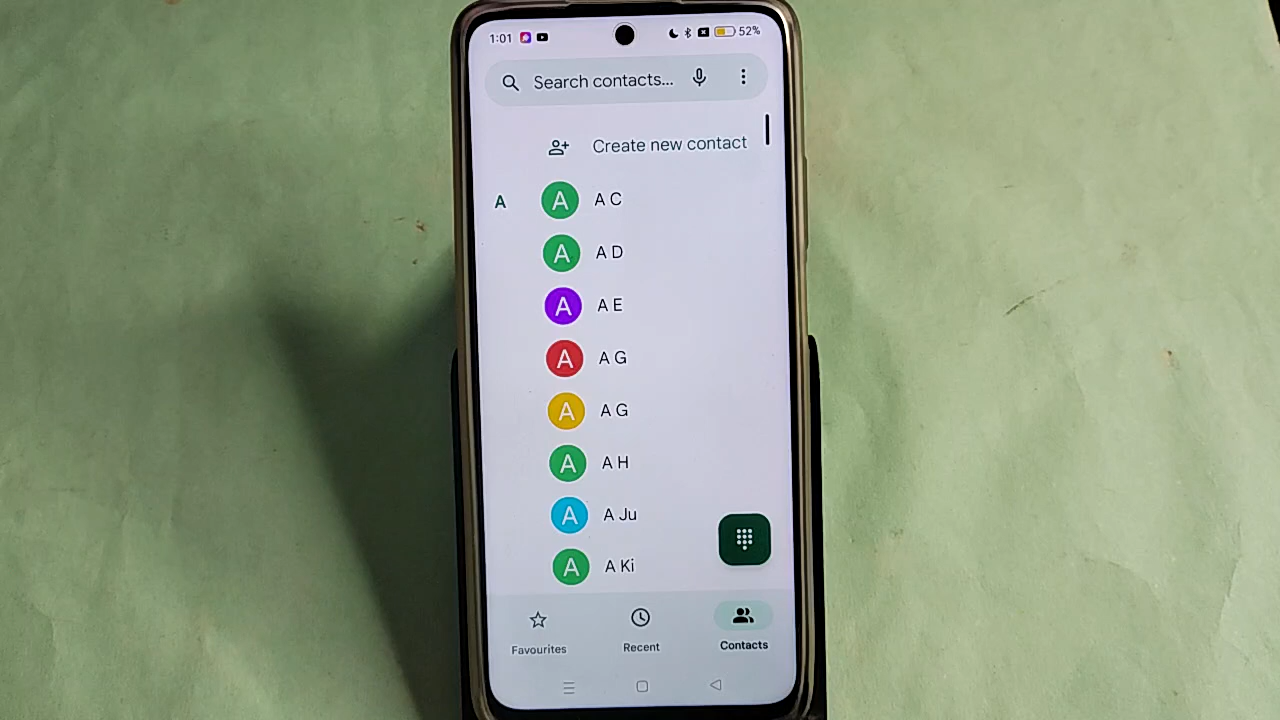 1:01 52%
Search contacts...
Create new contact
A A A C
A A D
A A E
A A G
A A G
A A H
A A Ju
A A Ki
Favourites Recent Contacts